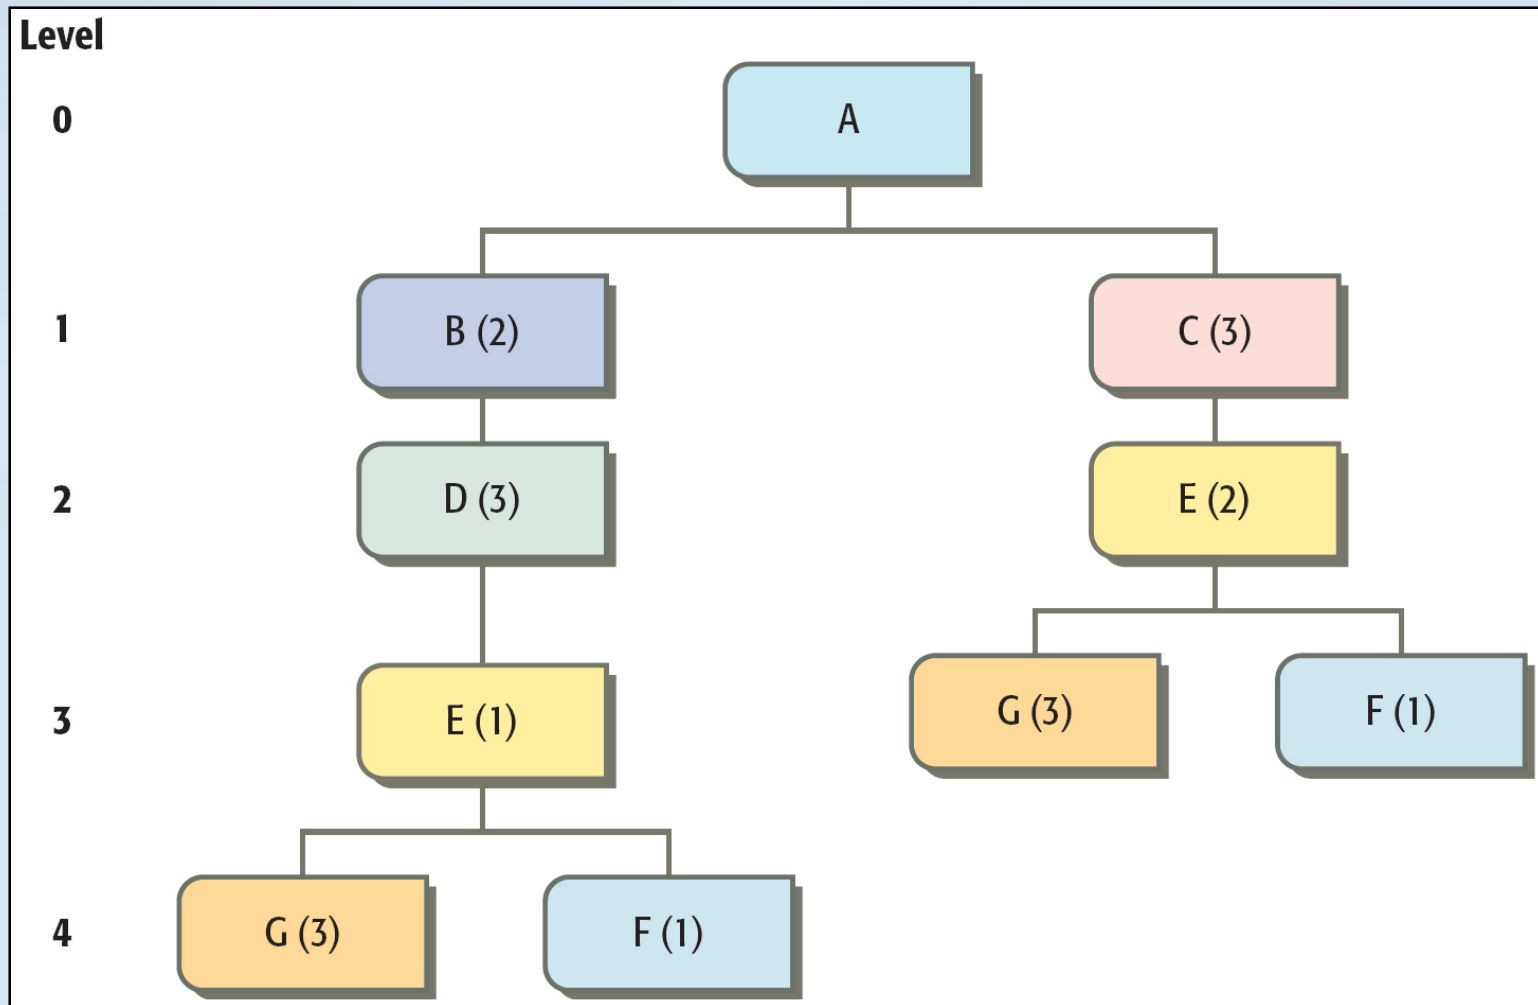 Level
0
A
1
B (2)
C (3)
2
D (3)
E (2)
3
E (1)
G (3)
F (1)
4
G (3)
F (1)